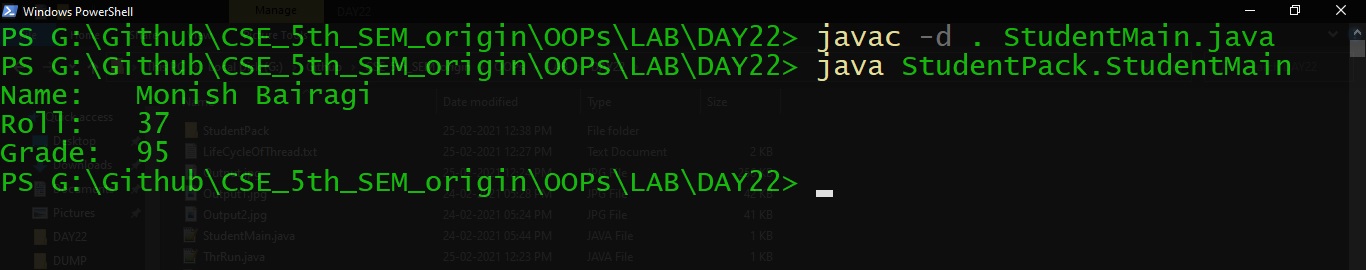 Windows PowerShell
Manage
DAY22
PS G:\Github\CSE_5th_SEM_origin\OOPs\LAB\DAY22> javac -d . StudentMain.java
PS G:\Github\CSE_5th_SEM_origin\OOPs\LAB\DAY22> java StudentPack.StudentMain
Name: Monish Bairagi
Roll: 37
Grade: 95
PS G:\Github\CSE_5th_SEM_origin\OOPs\LAB\DAY22>
Date modified Type Size
Desktop StudentPack 25-02-2021 12:38 PM File folder
Downloads LifeCycleOfThread.txt 25-02-2021 12:27 PM Text Document 2 KB
Pictures Output2.jpg 24-02-2021 05:24 PM JPG File 41 KB
DAY22 StudentMain.java 24-02-2021 05:44 PM JAVA File 1 KB
DUMP ThrRun.java 25-02-2021 12:23 PM JAVA File 1 KB